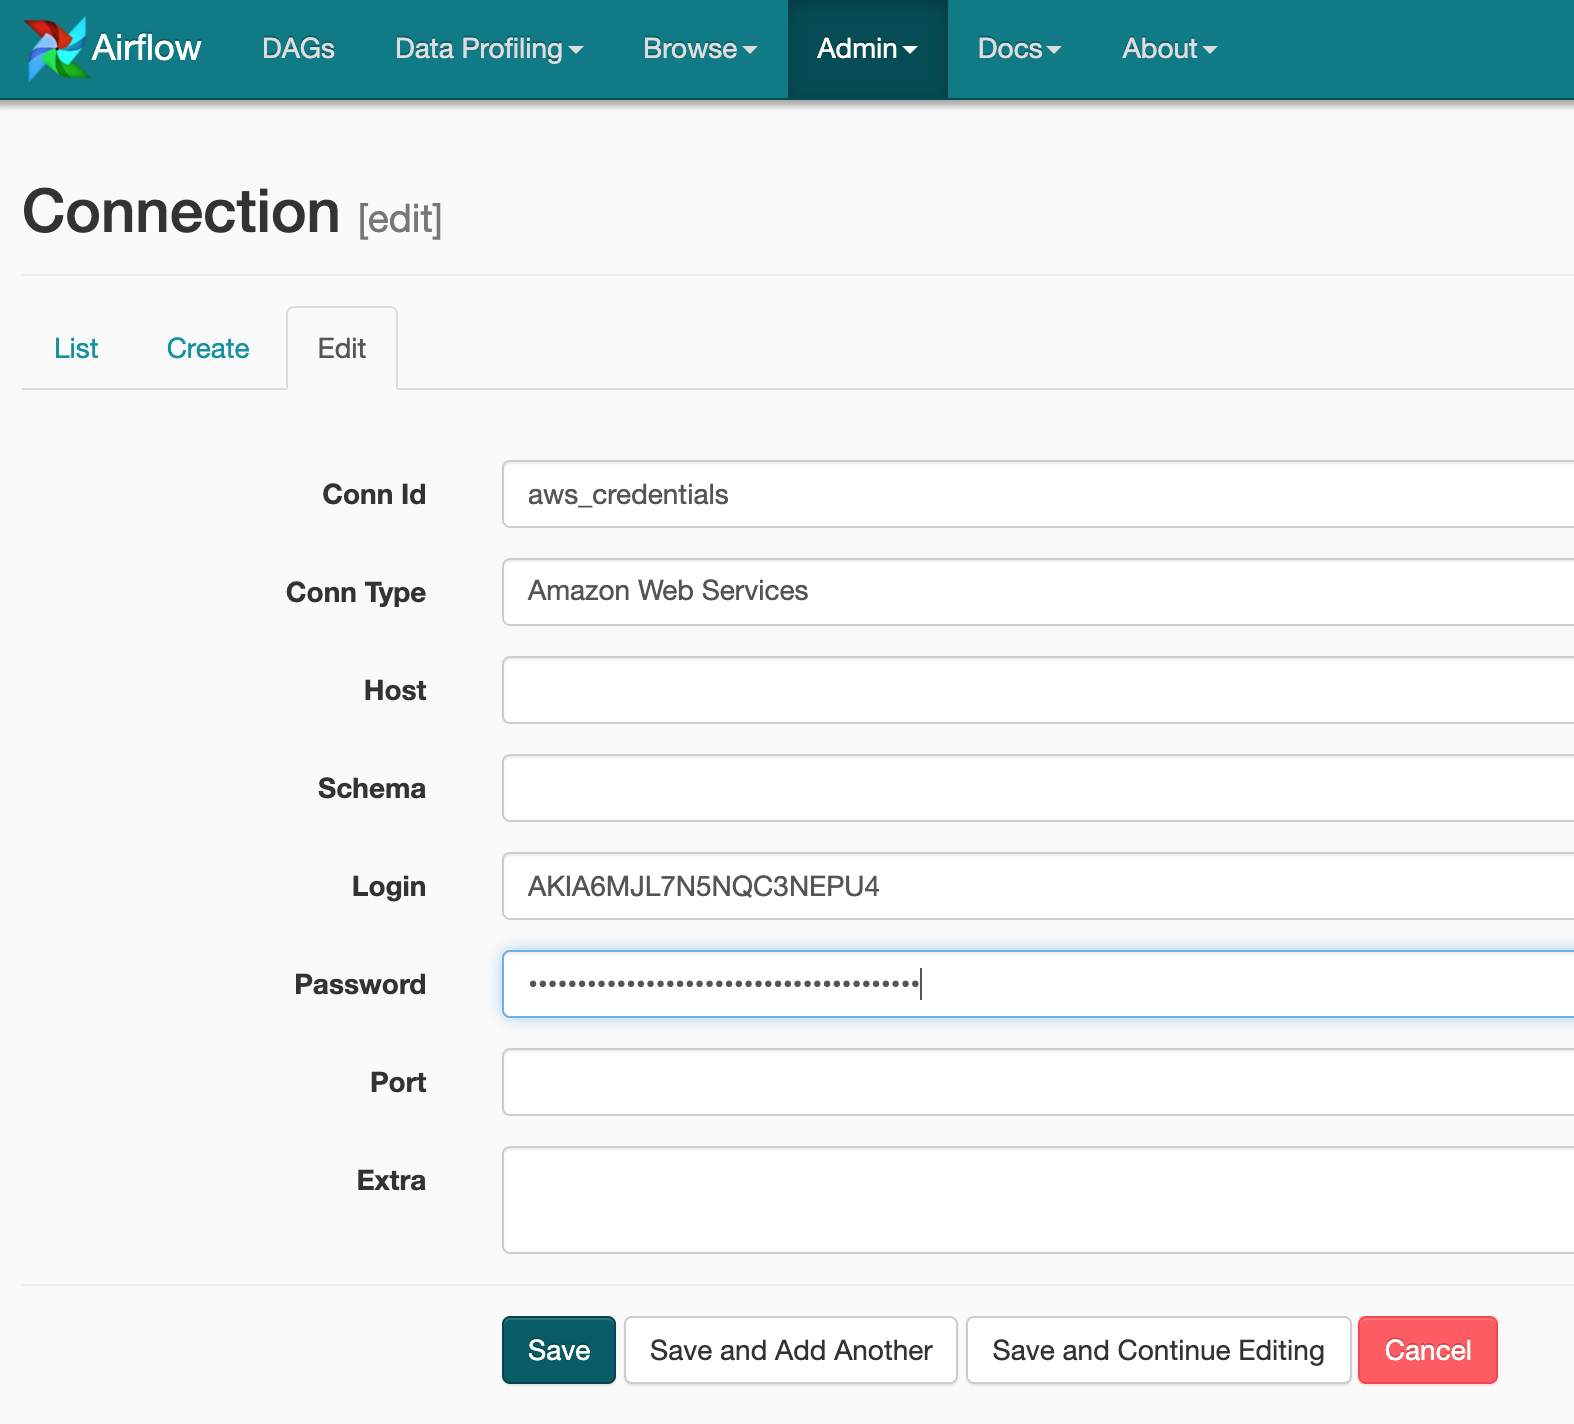 Airflow DAGs Data Profiling Browse Admin Docs About
Connection [edit]
List Create Edit
Conn Id aws_credentials
Conn Type Amazon Web Services
Host
Schema
Login AKIA6MJL7N5NQC3NEPU4
Password ••••••••••••••••••••••••••••••••••••••••
Port
Extra
Save Save and Add Another Save and Continue Editing Cancel